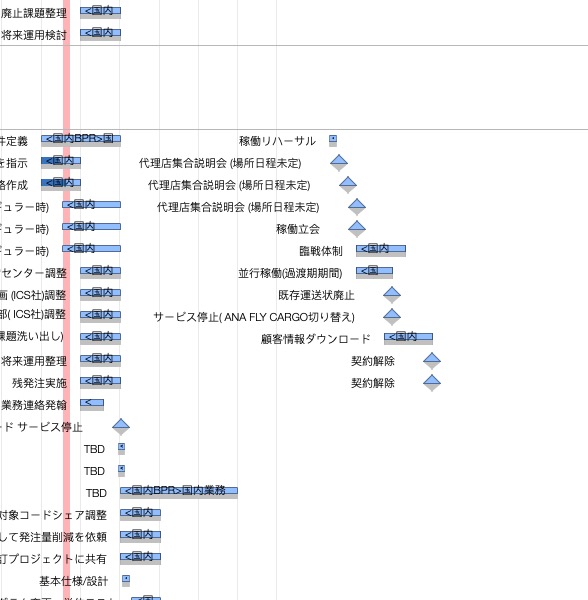 廃止課題整理 <国内
将来運用検討 <国内
件定義 <国内BPR>国 稼働リハーサル
を指示 <国内 代理店集合説明会 (場所日程未定)
作成 <国内 代理店集合説明会 (場所日程未定)
デュラー時) <国内 代理店集合説明会 (場所日程未定)
デュラー時) <国内 稼働立会
デュラー時) <国内 臨戦体制 <国内
センター調整 <国内 並行稼働(過渡期期間) <国
画 (ICS社)調整 <国内 既存運送状廃止
部( ICS社)調整 <国内 サービス停止( ANA FLY CARGO切り替え)
課題洗い出し) <国内 顧客情報ダウンロード <国内
将来運用整理 <国内 契約解除
残発注実施 <国内 契約解除
業務連絡発翰 <
ード サービス停止
TBD <
TBD <
TBD <国内BPR>国内業務
対象コードシェア調整 <国内
して発注量削減を依頼 <国内
訂プロジェクトに共有 <国内
基本仕様/設計
<国内